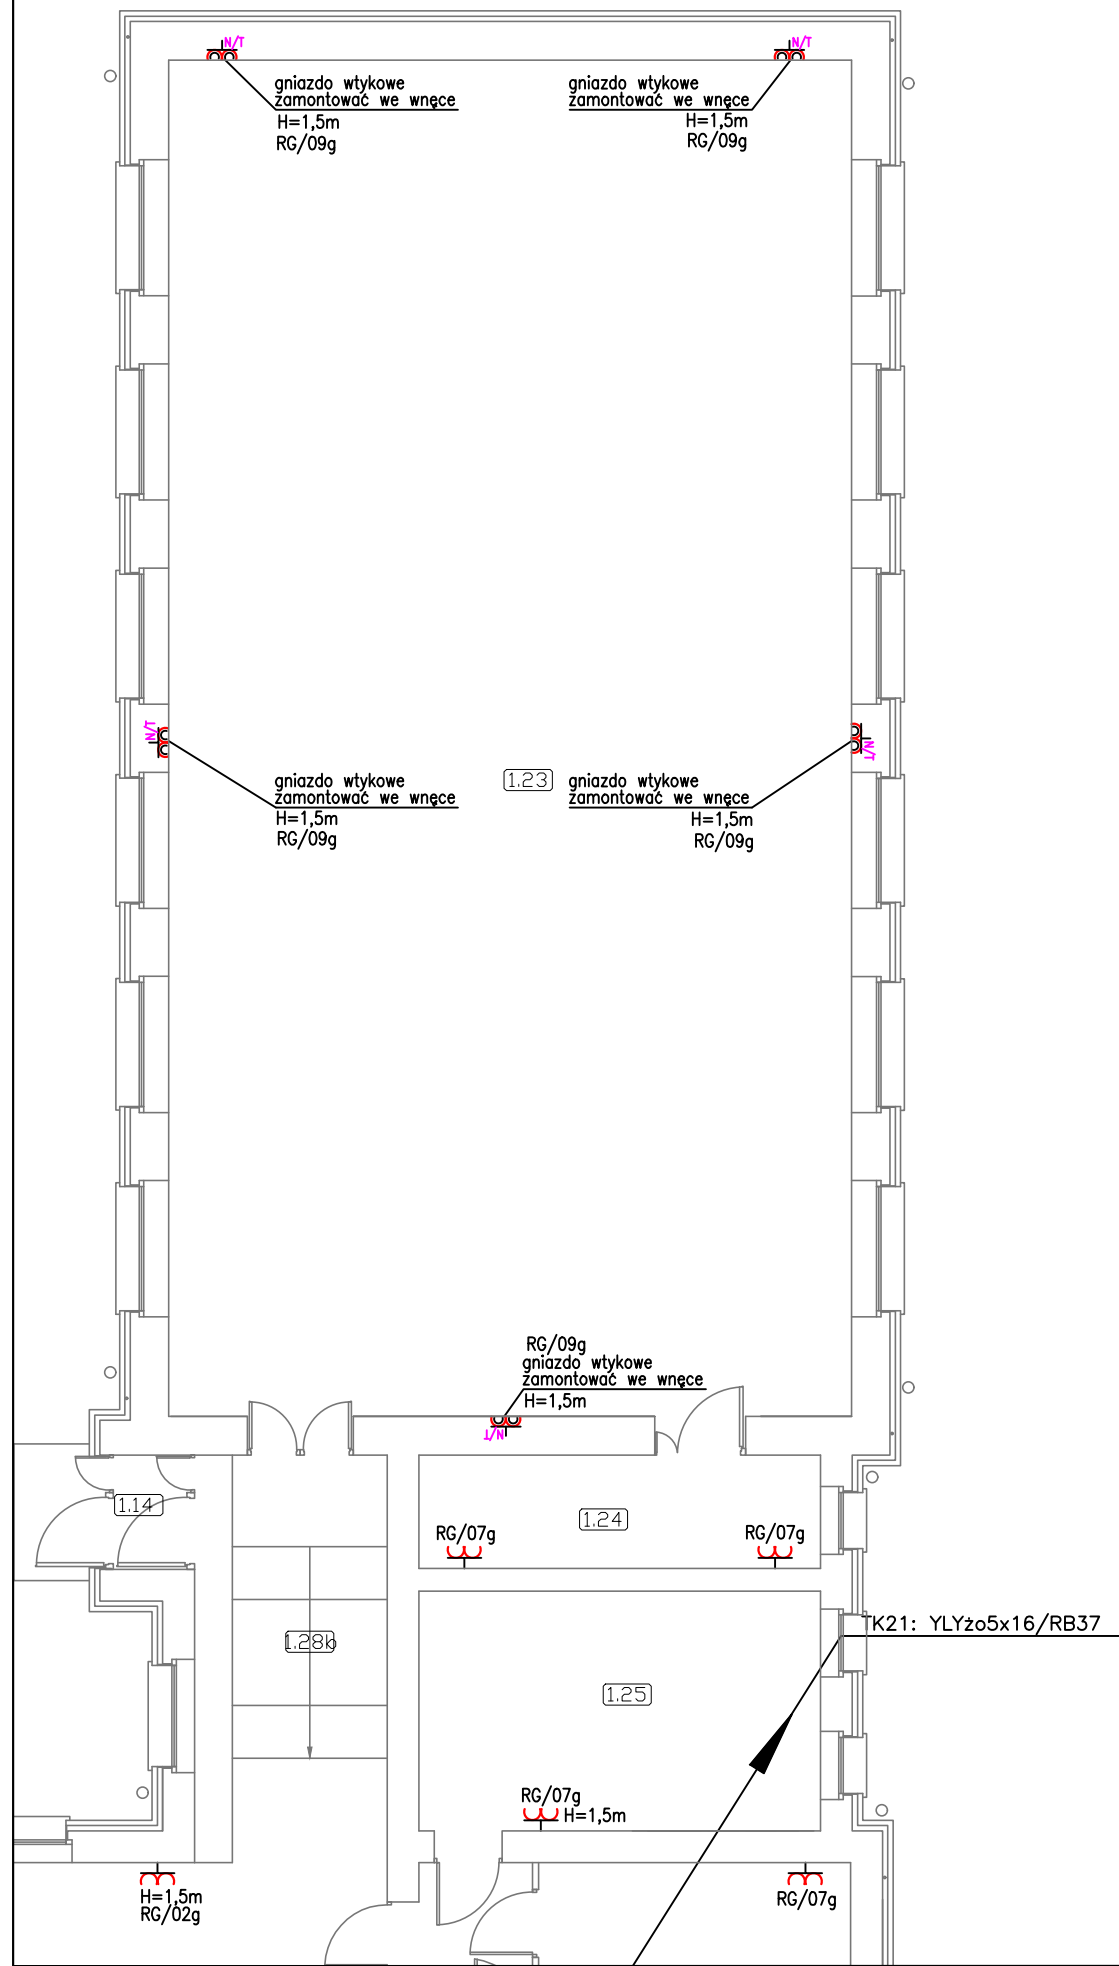 N/T
N/T
gniazdo wtykowe
zamontować we wnęce
H=1,5m
RG/09g
gniazdo wtykowe
zamontować we wnęce
H=1,5m
RG/09g
N/T
N/T
gniazdo wtykowe
zamontować we wnęce
H=1,5m
RG/09g
1.23
gniazdo wtykowe
zamontować we wnęce
H=1,5m
RG/09g
RG/09g
gniazdo wtykowe
zamontować we wnęce
H=1,5m
N/T
1.14
1.24
RG/07g
RG/07g
1.28b
TK21: YLYżo5x16/RB37
1.25
RG/07g
H=1,5m
H=1,5m
RG/02g
RG/07g